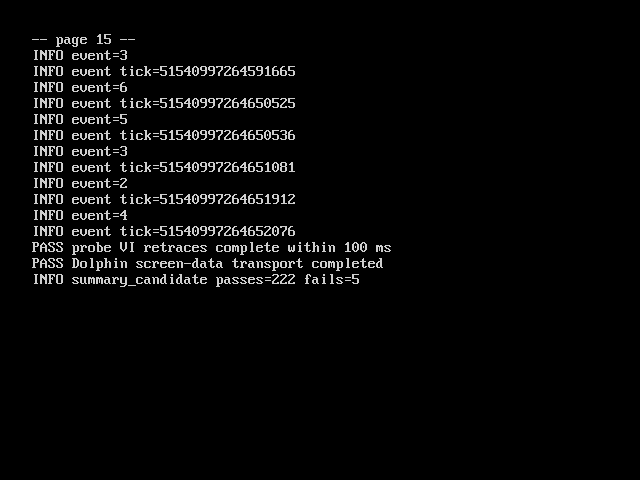 -- page 15 --
INFO event=3
INFO event tick=51540997264591665
INFO event=6
INFO event tick=51540997264650525
INFO event=5
INFO event tick=51540997264650536
INFO event=3
INFO event tick=51540997264651081
INFO event=2
INFO event tick=51540997264651912
INFO event=4
INFO event tick=51540997264652076
PASS probe VI retraces complete within 100 ms
PASS Dolphin screen-data transport completed
INFO summary_candidate passes=222 fails=5